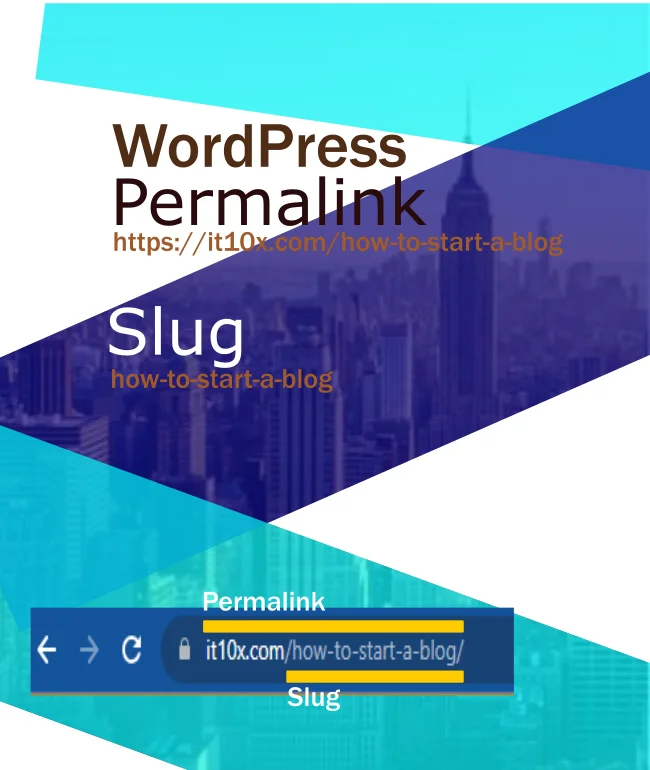 WordPress
Permalink
https://it10x.com/how-to-start-a-blog
Slug
how-to-start-a-blog
Permalink
it10x.com/how-to-start-a-blog/
Slug